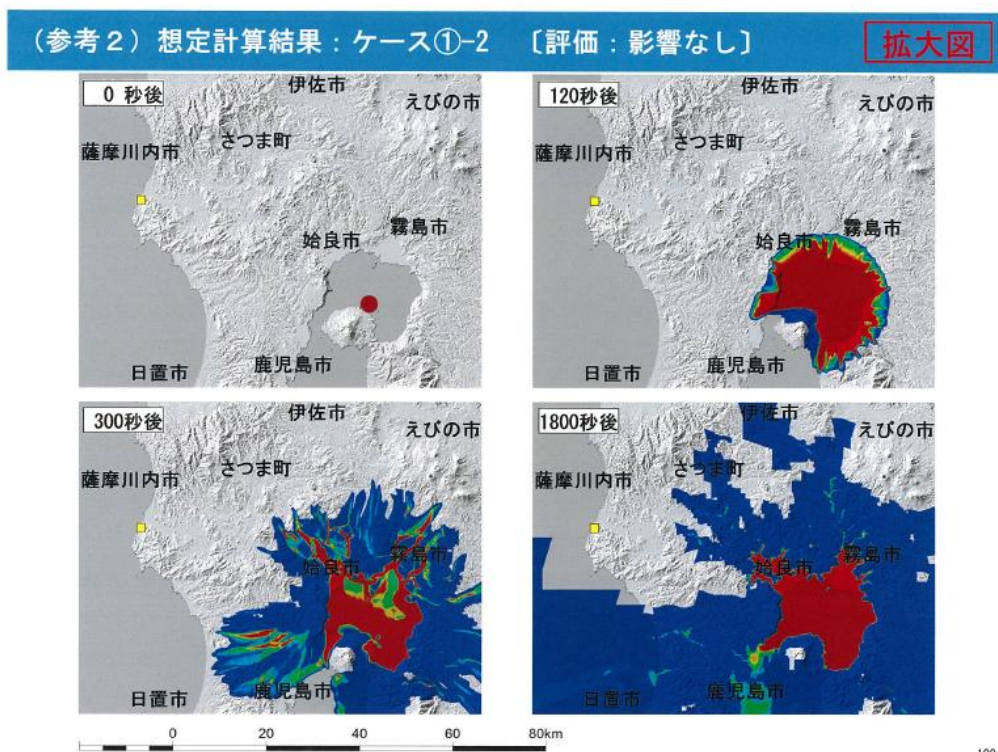 （参考２）想定計算結果：ケース①-2　〔評価：影響なし〕
拡大図
0 秒後
伊佐市
えびの市
さつま町
薩摩川内市
霧島市
姶良市
鹿児島市
日置市
120秒後
伊佐市
えびの市
さつま町
薩摩川内市
霧島市
姶良市
鹿児島市
日置市
300秒後
伊佐市
えびの市
さつま町
薩摩川内市
霧島市
姶良市
鹿児島市
日置市
1800秒後
伊佐市
えびの市
さつま町
薩摩川内市
霧島市
姶良市
鹿児島市
日置市
0 20 40 60 80km